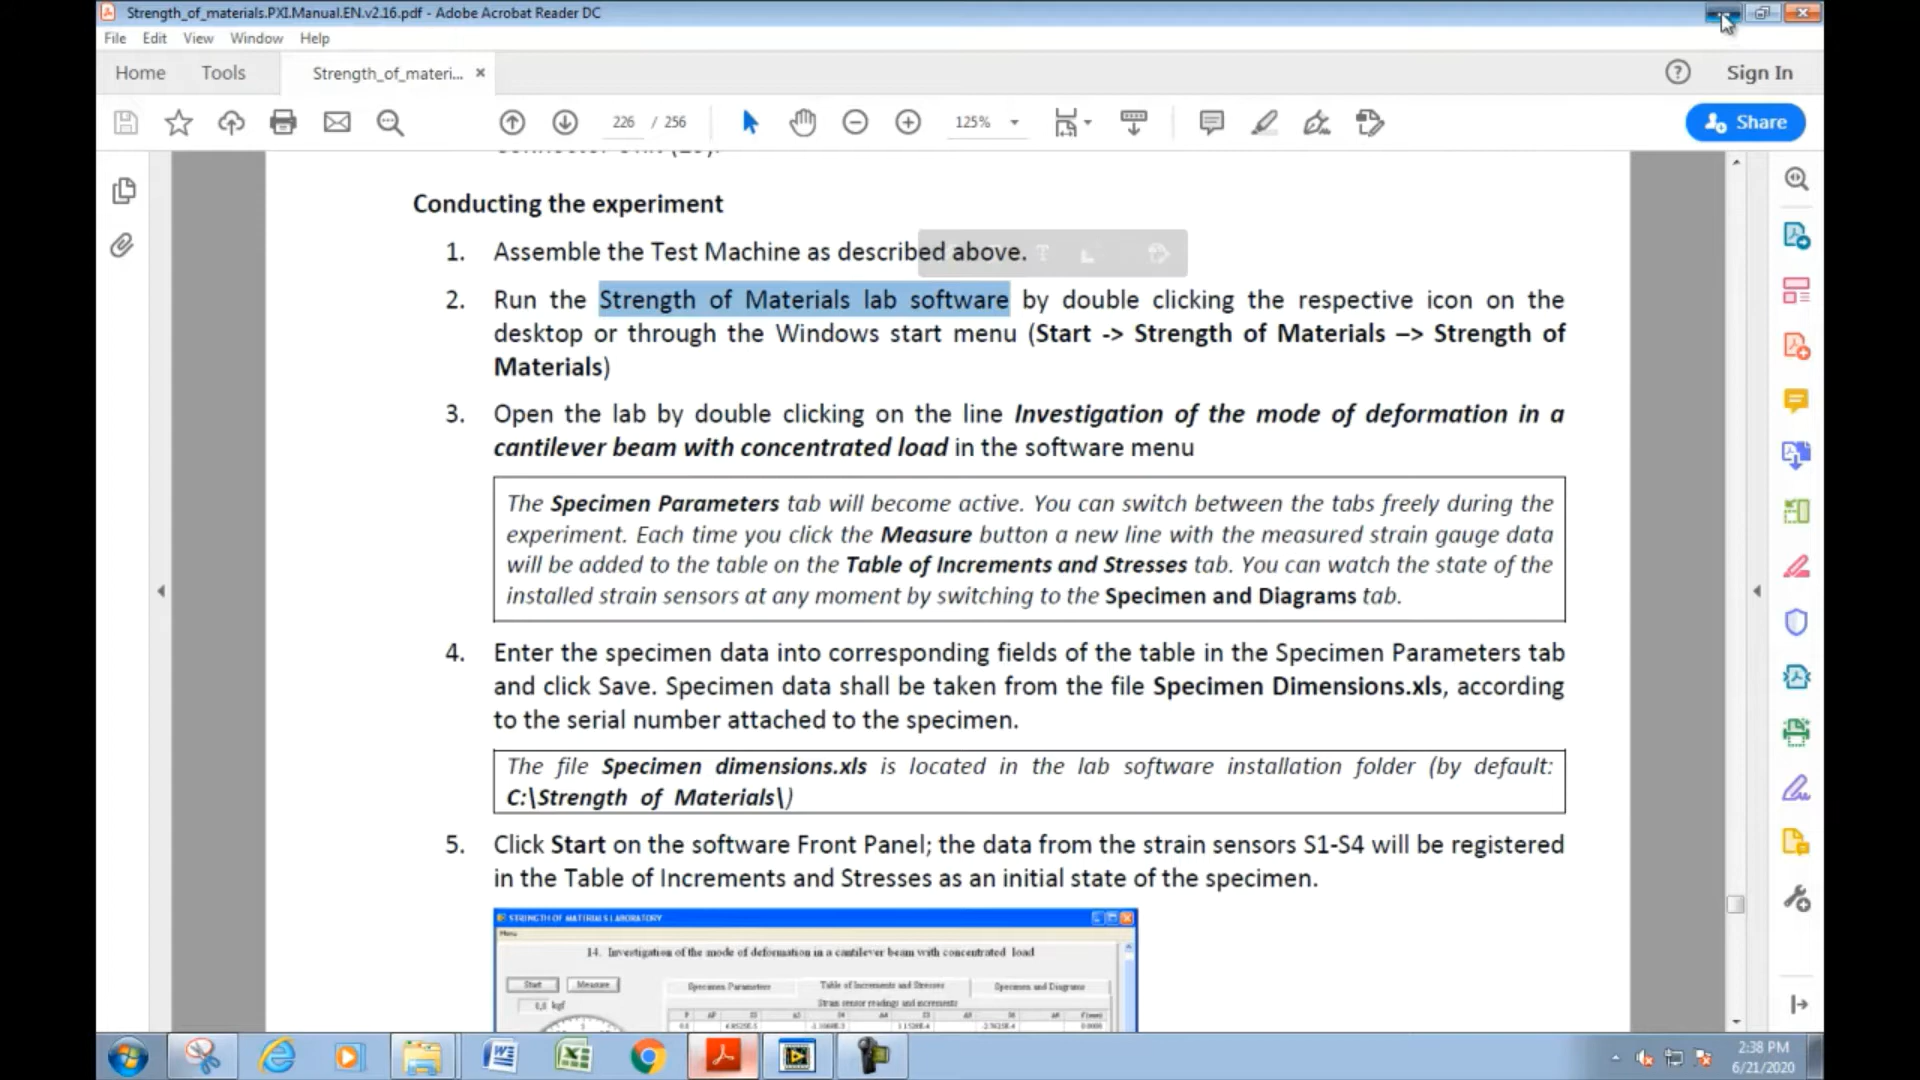 Strength_of_materials.PXI.Manual.EN.v2.16.pdf - Adobe Acrobat Reader DC
File Edit View Window Help
Home Tools Strength_of_materi... ×
Sign In
226 / 256 125% Share
Conducting the experiment
1. Assemble the Test Machine as described above.
2. Run the Strength of Materials lab software by double clicking the respective icon on the
desktop or through the Windows start menu (Start -> Strength of Materials –> Strength of
Materials)
3. Open the lab by double clicking on the line Investigation of the mode of deformation in a
cantilever beam with concentrated load in the software menu
The Specimen Parameters tab will become active. You can switch between the tabs freely during the
experiment. Each time you click the Measure button a new line with the measured strain gauge data
will be added to the table on the Table of Increments and Stresses tab. You can watch the state of the
installed strain sensors at any moment by switching to the Specimen and Diagrams tab.
4. Enter the specimen data into corresponding fields of the table in the Specimen Parameters tab
and click Save. Specimen data shall be taken from the file Specimen Dimensions.xls, according
to the serial number attached to the specimen.
The file Specimen dimensions.xls is located in the lab software installation folder (by default:
C:\Strength of Materials\)
5. Click Start on the software Front Panel; the data from the strain sensors S1-S4 will be registered
in the Table of Increments and Stresses as an initial state of the specimen.
STRENGTH OF MATERIALS LABORATORY
Menu
14. Investigation of the mode of deformation in a cantilever beam with concentrated load
Start Measure Specimen Parameters Table of Increments and Stresses Specimen and Diagrams
Strain sensor readings and increments
2:38 PM
6/21/2020